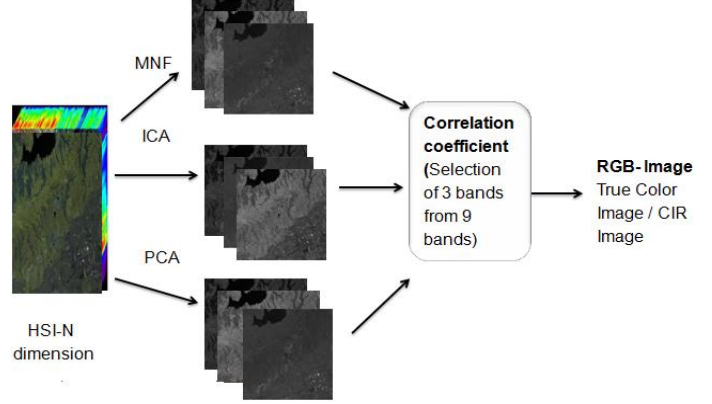 MNF
ICA
PCA
HSI-N
dimension
Correlation
coefficient
(Selection
of 3 bands
from 9
bands)
RGB- Image
True Color
Image / CIR
Image